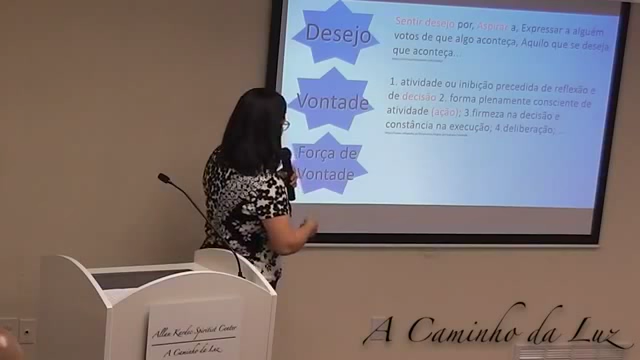 Desejo
Sentir desejo por, Aspirar a, Expressar a alguém
votos de que algo aconteça, Aquilo que se deseja
que aconteça...
Vontade
1. atividade ou inibição precedida de reflexão e
de decisão 2. forma plenamente consciente de
atividade (ação); 3.firmeza na decisão e
constância na execução; 4.deliberação; ...
Força de
Vontade
Allan Kardec Spiritist Center
A Caminho da Luz
A Caminho da Luz